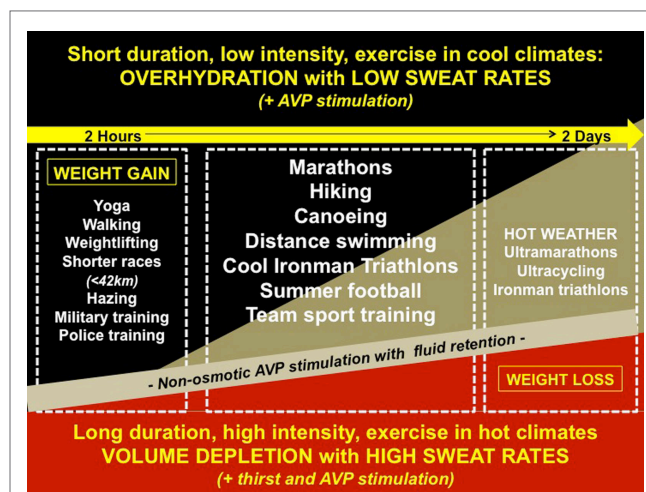 Short duration, low intensity, exercise in cool climates:
OVERHYDRATION with LOW SWEAT RATES
(+ AVP stimulation)
2 Hours
2 Days
WEIGHT GAIN
Yoga
Walking
Weightlifting
Shorter races
(<42km)
Hazing
Military training
Police training
Marathons
Hiking
Canoeing
Distance swimming
Cool Ironman Triathlons
Summer football
Team sport training
HOT WEATHER
Ultramarathons
Ultracycling
Ironman triathlons
- Non-osmotic AVP stimulation with fluid retention -
WEIGHT LOSS
Long duration, high intensity, exercise in hot climates
VOLUME DEPLETION with HIGH SWEAT RATES
(+ thirst and AVP stimulation)